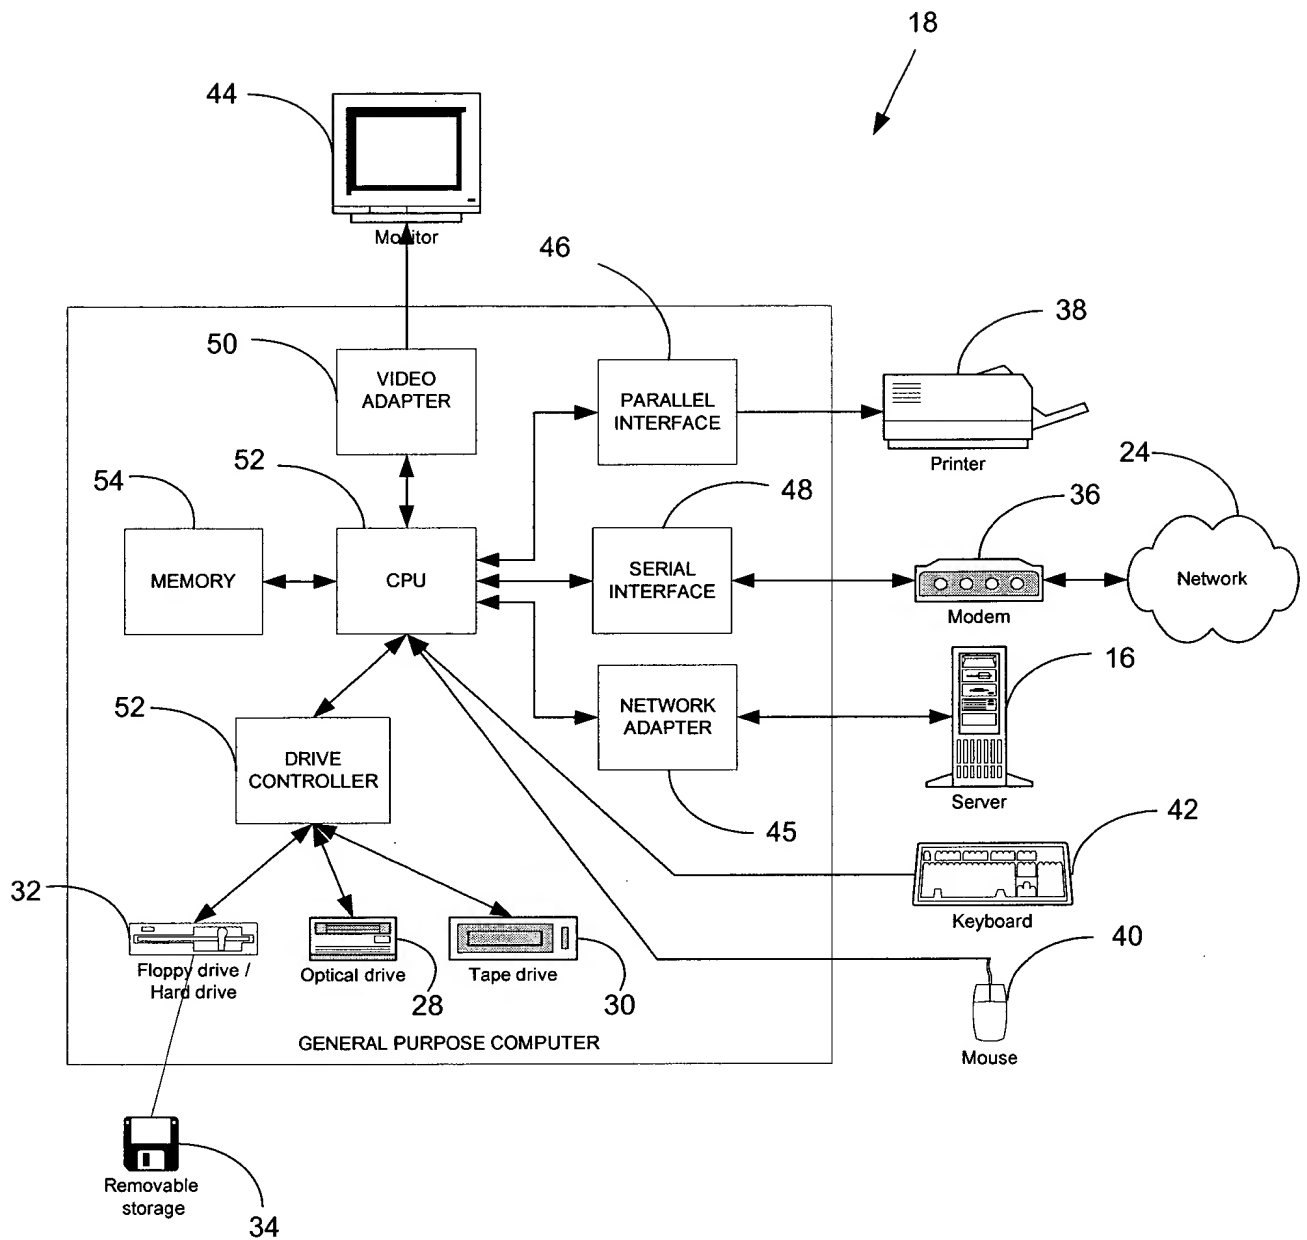 18
44
Monitor
46
50
VIDEO
ADAPTER
PARALLEL
INTERFACE
38
Printer
52
54
48
24
36
MEMORY
CPU
SERIAL
INTERFACE
Modem
Network
16
52
NETWORK
ADAPTER
DRIVE
CONTROLLER
Server
45
42
32
Keyboard
40
Floppy drive /
Hard drive
Optical drive
Tape drive
28
30
GENERAL PURPOSE COMPUTER
Mouse
Removable
storage
34